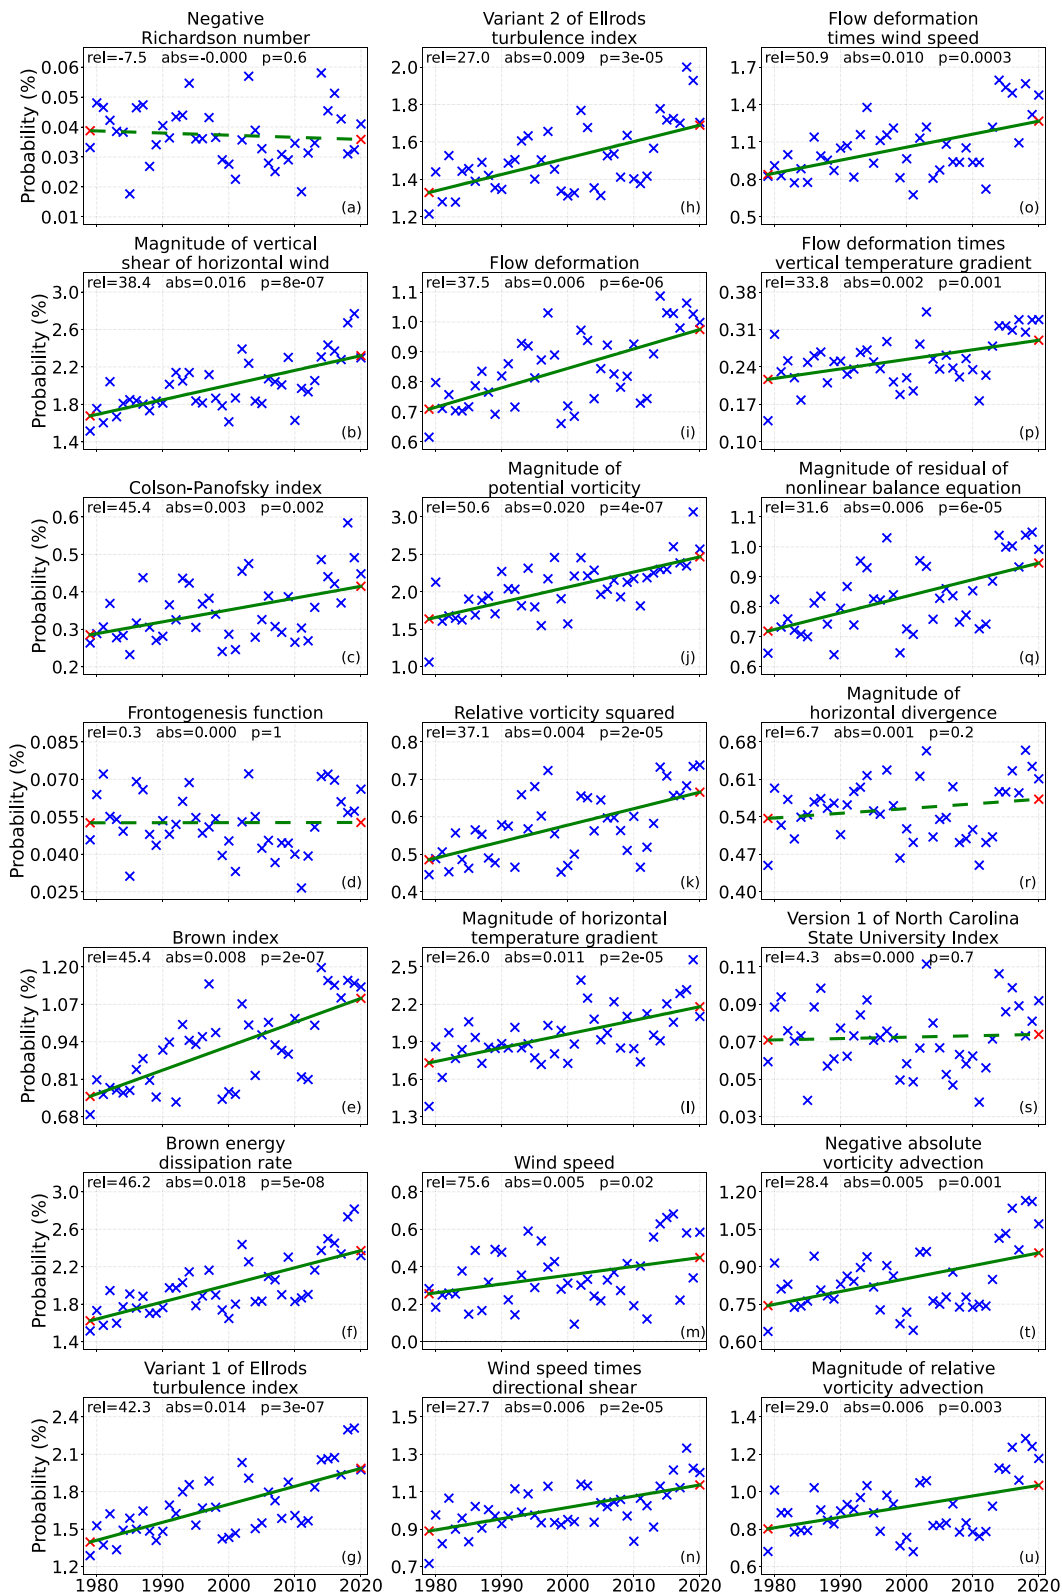 Negative
Richardson number
rel=-7.5 abs=-0.000 p=0.6
Probability (%)
0.06
0.05
0.04
0.03
0.02
0.01
(a)
Variant 2 of Ellrods
turbulence index
rel=27.0 abs=0.009 p=3e-05
2.0
1.8
1.6
1.4
1.2
(h)
Flow deformation
times wind speed
rel=50.9 abs=0.010 p=0.0003
1.7
1.4
1.1
0.8
0.5
(o)
Magnitude of vertical
shear of horizontal wind
rel=38.4 abs=0.016 p=8e-07
Probability (%)
3.0
2.6
2.2
1.8
1.4
(b)
Flow deformation
rel=37.5 abs=0.006 p=6e-06
1.1
1.0
0.9
0.8
0.7
0.6
(i)
Flow deformation times
vertical temperature gradient
rel=33.8 abs=0.002 p=0.001
0.38
0.31
0.24
0.17
0.10
(p)
Colson-Panofsky index
rel=45.4 abs=0.003 p=0.002
Probability (%)
0.6
0.5
0.4
0.3
0.2
(c)
Magnitude of
potential vorticity
rel=50.6 abs=0.020 p=4e-07
3.0
2.5
2.0
1.5
1.0
(j)
Magnitude of residual of
nonlinear balance equation
rel=31.6 abs=0.006 p=6e-05
1.1
1.0
0.9
0.8
0.7
0.6
(q)
Frontogenesis function
rel=0.3 abs=0.000 p=1
Probability (%)
0.085
0.070
0.055
0.040
0.025
(d)
Relative vorticity squared
rel=37.1 abs=0.004 p=2e-05
0.8
0.7
0.6
0.5
0.4
(k)
Magnitude of
horizontal divergence
rel=6.7 abs=0.001 p=0.2
0.68
0.61
0.54
0.47
0.40
(r)
Brown index
rel=45.4 abs=0.008 p=2e-07
Probability (%)
1.20
1.07
0.94
0.81
0.68
(e)
Magnitude of horizontal
temperature gradient
rel=26.0 abs=0.011 p=2e-05
2.5
2.2
1.9
1.6
1.3
(l)
Version 1 of North Carolina
State University Index
rel=4.3 abs=0.000 p=0.7
0.11
0.09
0.07
0.05
0.03
(s)
Brown energy
dissipation rate
rel=46.2 abs=0.018 p=5e-08
Probability (%)
3.0
2.6
2.2
1.8
1.4
(f)
Wind speed
rel=75.6 abs=0.005 p=0.02
0.8
0.6
0.4
0.2
0.0
(m)
Negative absolute
vorticity advection
rel=28.4 abs=0.005 p=0.001
1.20
1.05
0.90
0.75
0.60
(t)
Variant 1 of Ellrods
turbulence index
rel=42.3 abs=0.014 p=3e-07
Probability (%)
2.4
2.1
1.8
1.5
1.2
(g)
1980 1990 2000 2010 2020
Wind speed times
directional shear
rel=27.7 abs=0.006 p=2e-05
1.5
1.3
1.1
0.9
0.7
(n)
1980 1990 2000 2010 2020
Magnitude of relative
vorticity advection
rel=29.0 abs=0.006 p=0.003
1.4
1.2
1.0
0.8
0.6
(u)
1980 1990 2000 2010 2020